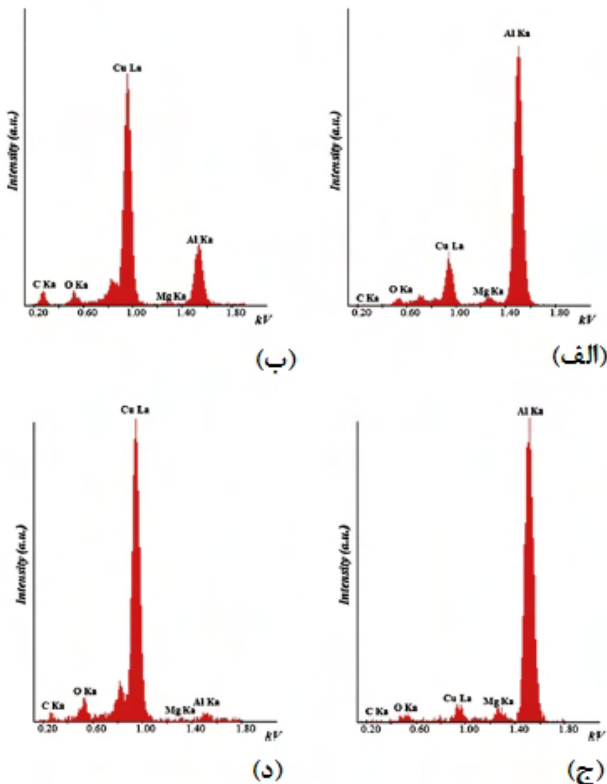 Al Ka
Cu La
Mg Ka
O Ka
C Ka
Intensity (a.u.)
0.20 0.60 1.00 1.40 1.80
kV
(الف)
Cu La
Al Ka
C Ka
O Ka
Mg Ka
Intensity (a.u.)
0.20 0.60 1.00 1.40 1.80
kV
(ب)
Al Ka
Cu La
Mg Ka
C Ka
O Ka
Intensity (a.u.)
0.20 0.60 1.00 1.40 1.80
kV
(ج)
Cu La
O Ka
C Ka
Mg Ka
Al Ka
Intensity (a.u.)
0.20 0.60 1.00 1.40 1.80
kV
(د)